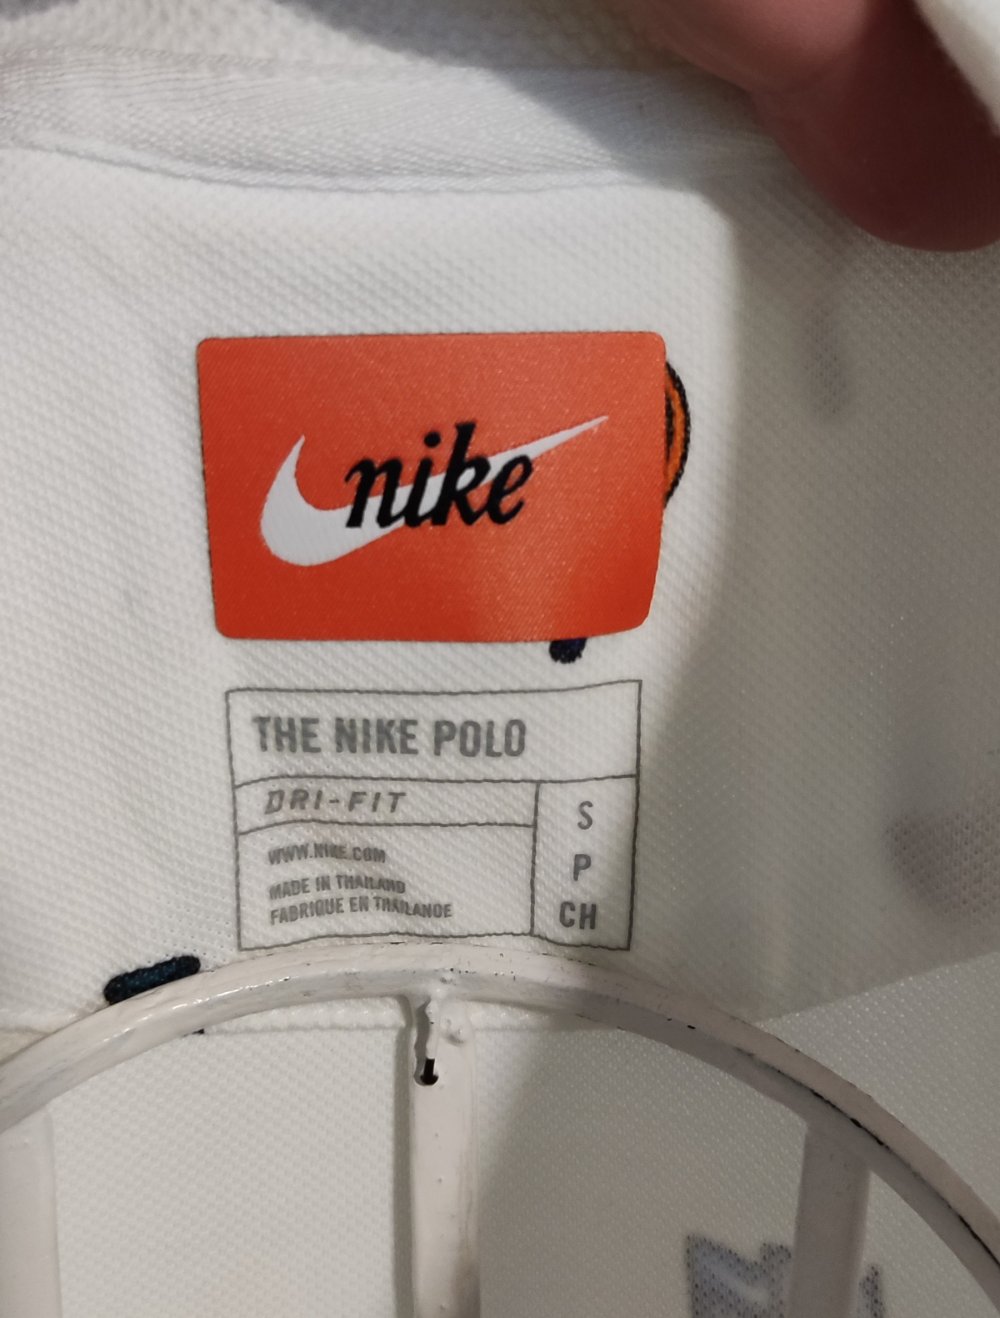 nike
THE NIKE POLO
DRI-FIT
WWW.NIKE.COM
MADE IN THAILAND
FABRIQUE EN THAILANDE
S
P
CH